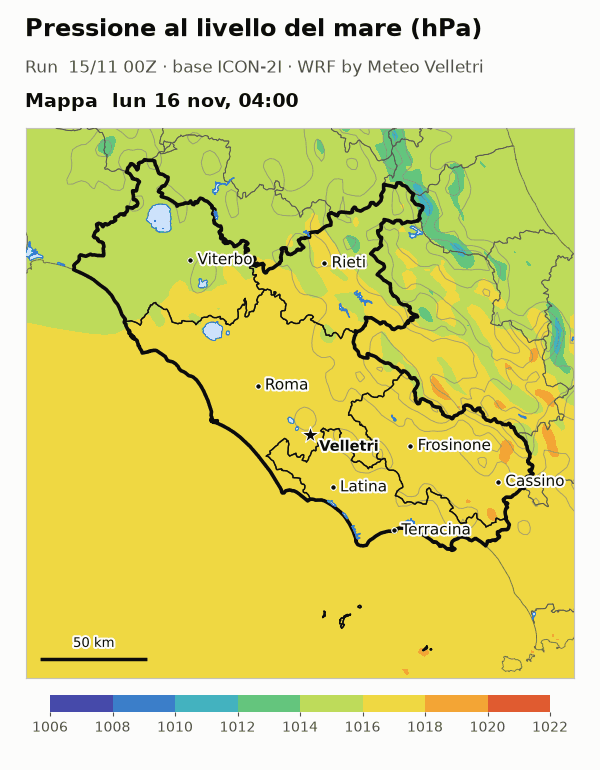 Pressione al livello del mare (hPa)
Run  15/11 00Z · base ICON-2I · WRF by Meteo Velletri
Mappa  lun 16 nov, 04:00
Viterbo
Rieti
Roma
Velletri
Frosinone
Latina
Cassino
Terracina
50 km
1006 1008 1010 1012 1014 1016 1018 1020 1022